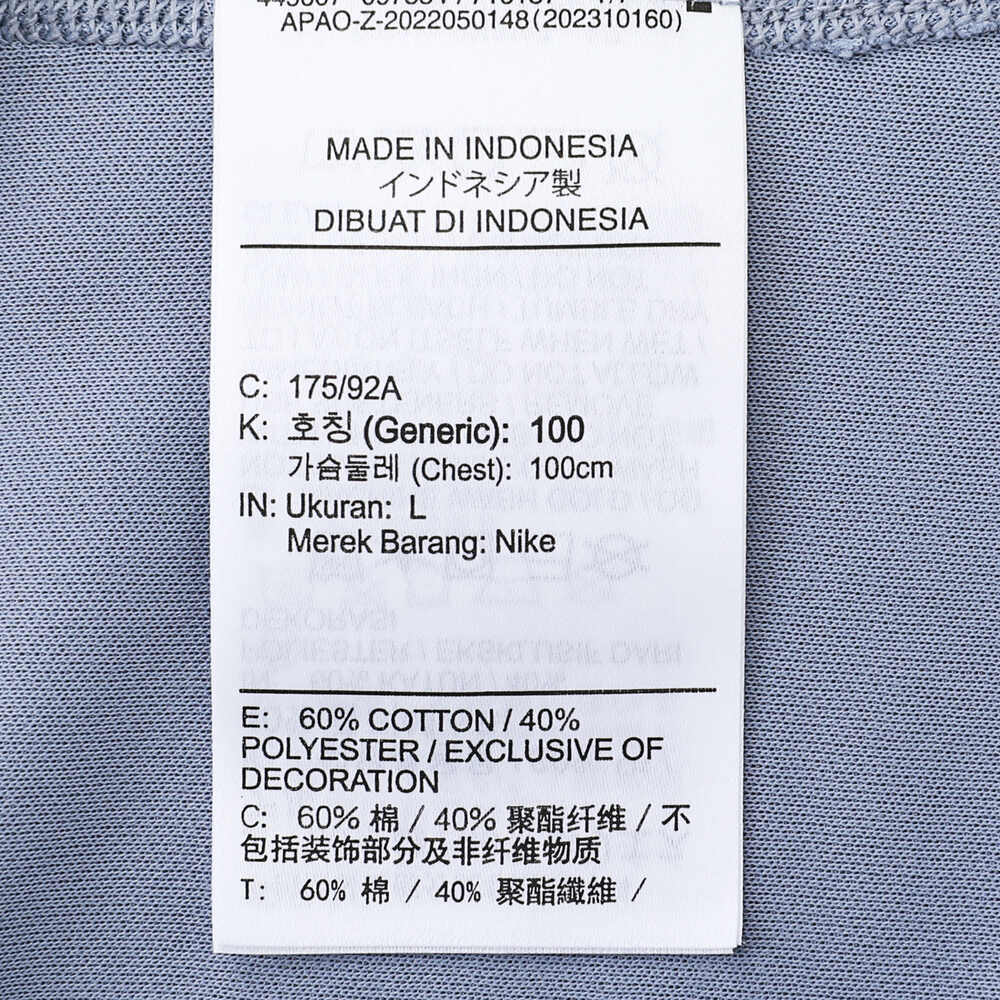 APAO-Z-2022050148(202310160)
MADE IN INDONESIA
インドネシア製
DIBUAT DI INDONESIA
C: 175/92A
K: 호칭 (Generic): 100
가슴둘레 (Chest): 100cm
IN: Ukuran: L
Merek Barang: Nike
E: 60% COTTON / 40%
POLYESTER / EXCLUSIVE OF
DECORATION
C: 60% 棉 / 40% 聚酯纤维 / 不
包括装饰部分及非纤维物质
T: 60% 棉 / 40% 聚酯纖維 /